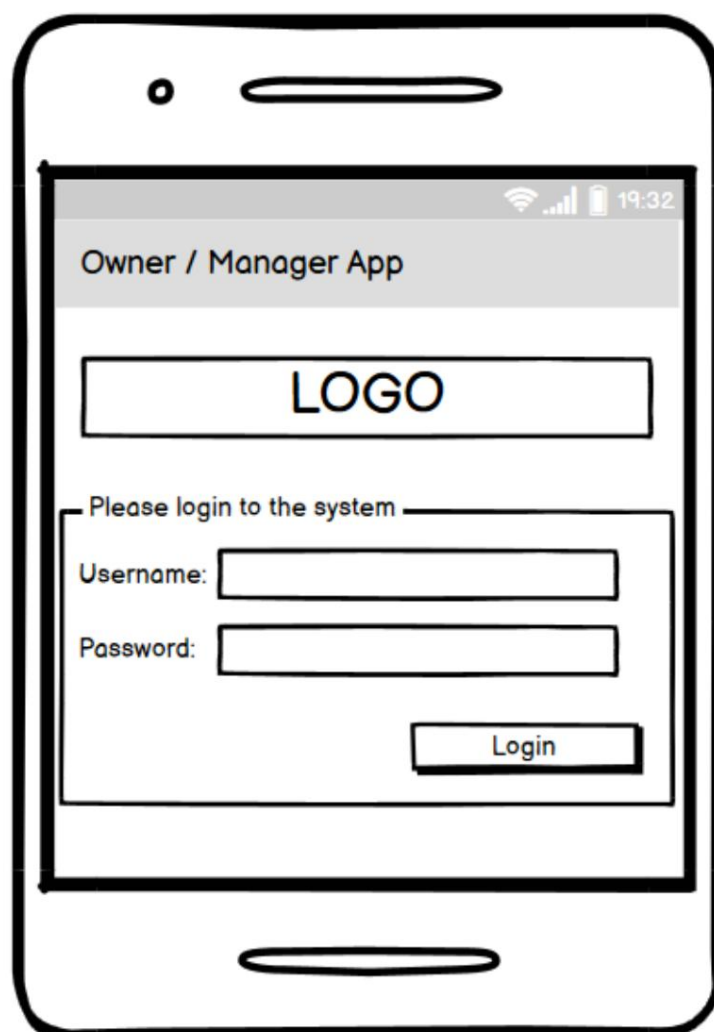 19:32
Owner / Manager App
LOGO
Please login to the system
Username:
Password:
Login